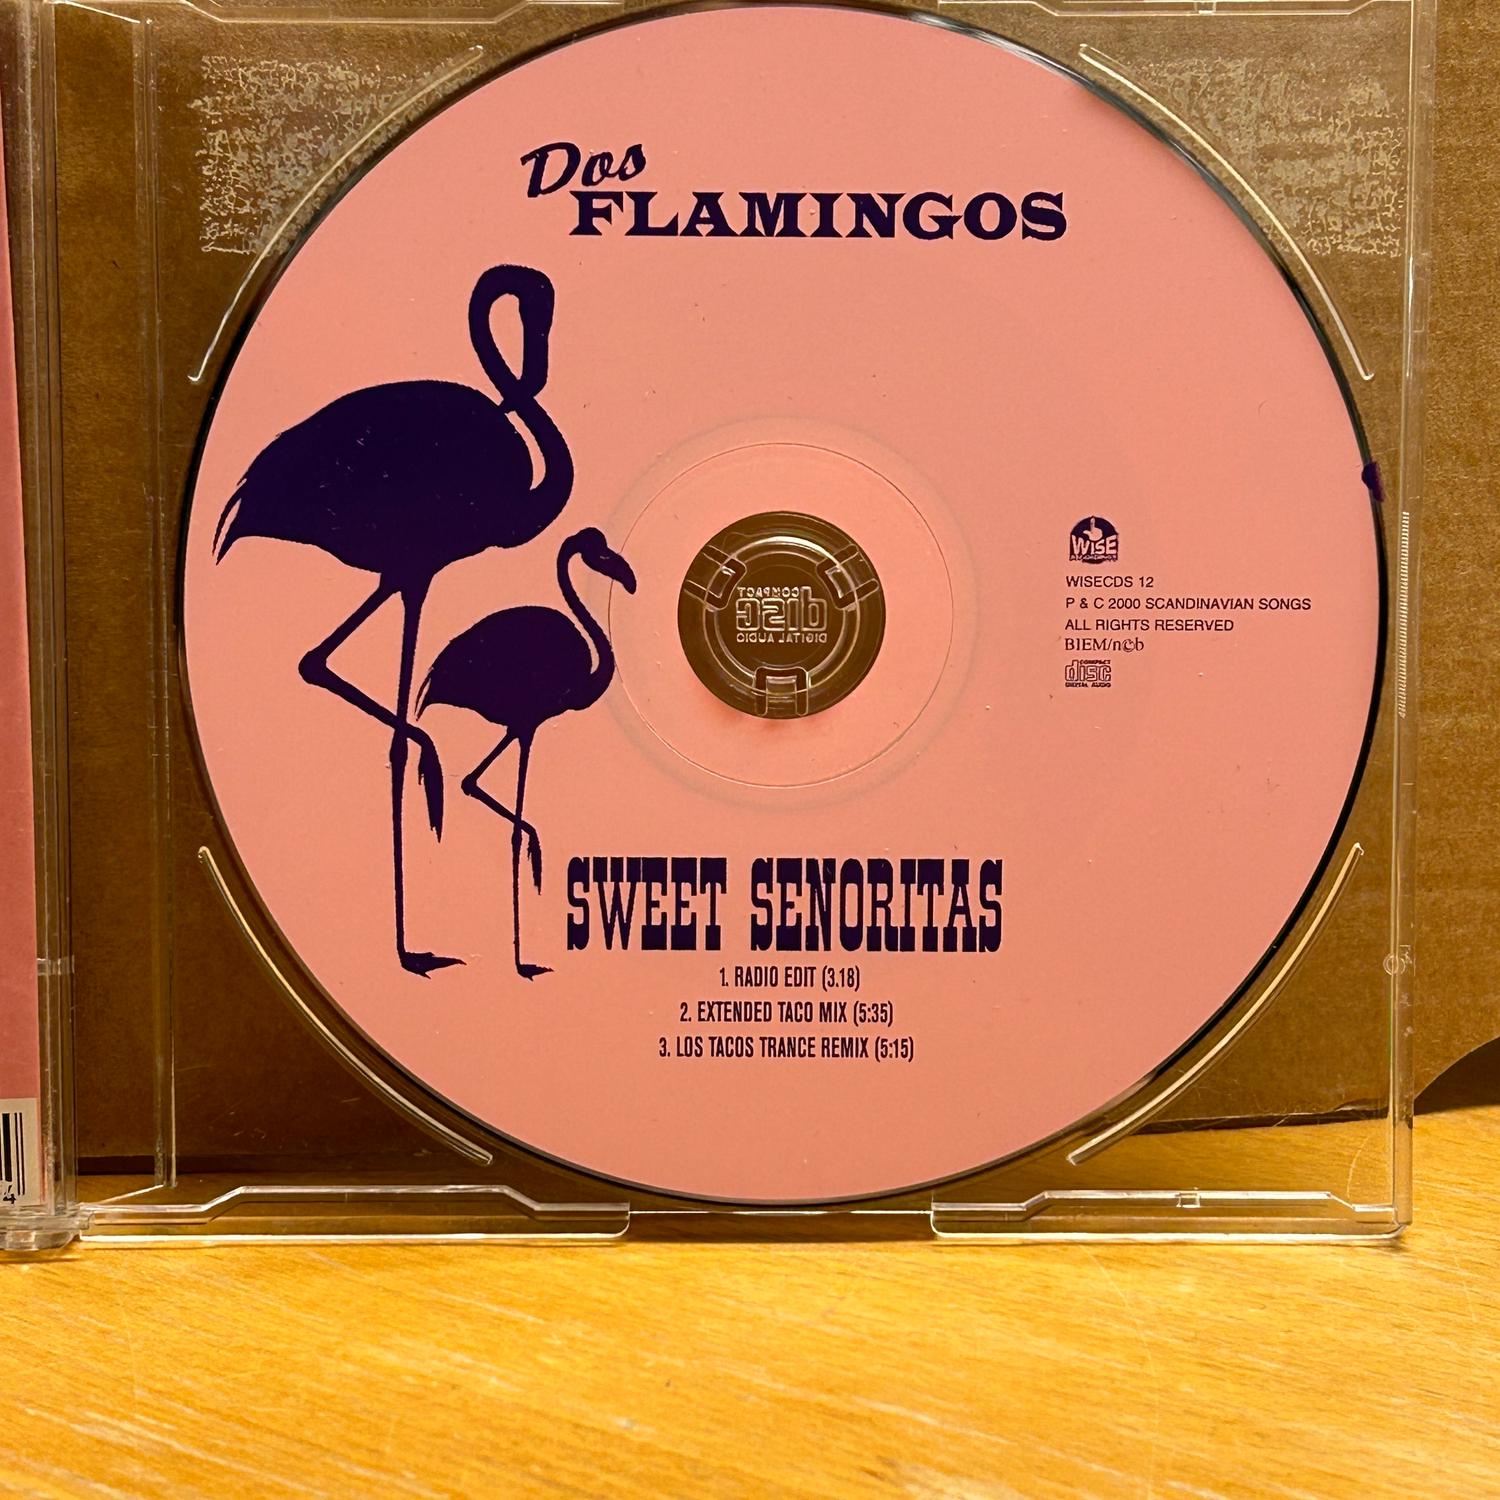 Dos
FLAMINGOS
WISE
WISECDS 12
P & C 2000 SCANDINAVIAN SONGS
ALL RIGHTS RESERVED
BIEM/n©b
COMPACT
disc
DIGITAL AUDIO
COMPACT
disc
DIGITAL AUDIO
SWEET SENORITAS
1. RADIO EDIT (3.18)
2. EXTENDED TACO MIX (5:35)
3. LOS TACOS TRANCE REMIX (5:15)
4